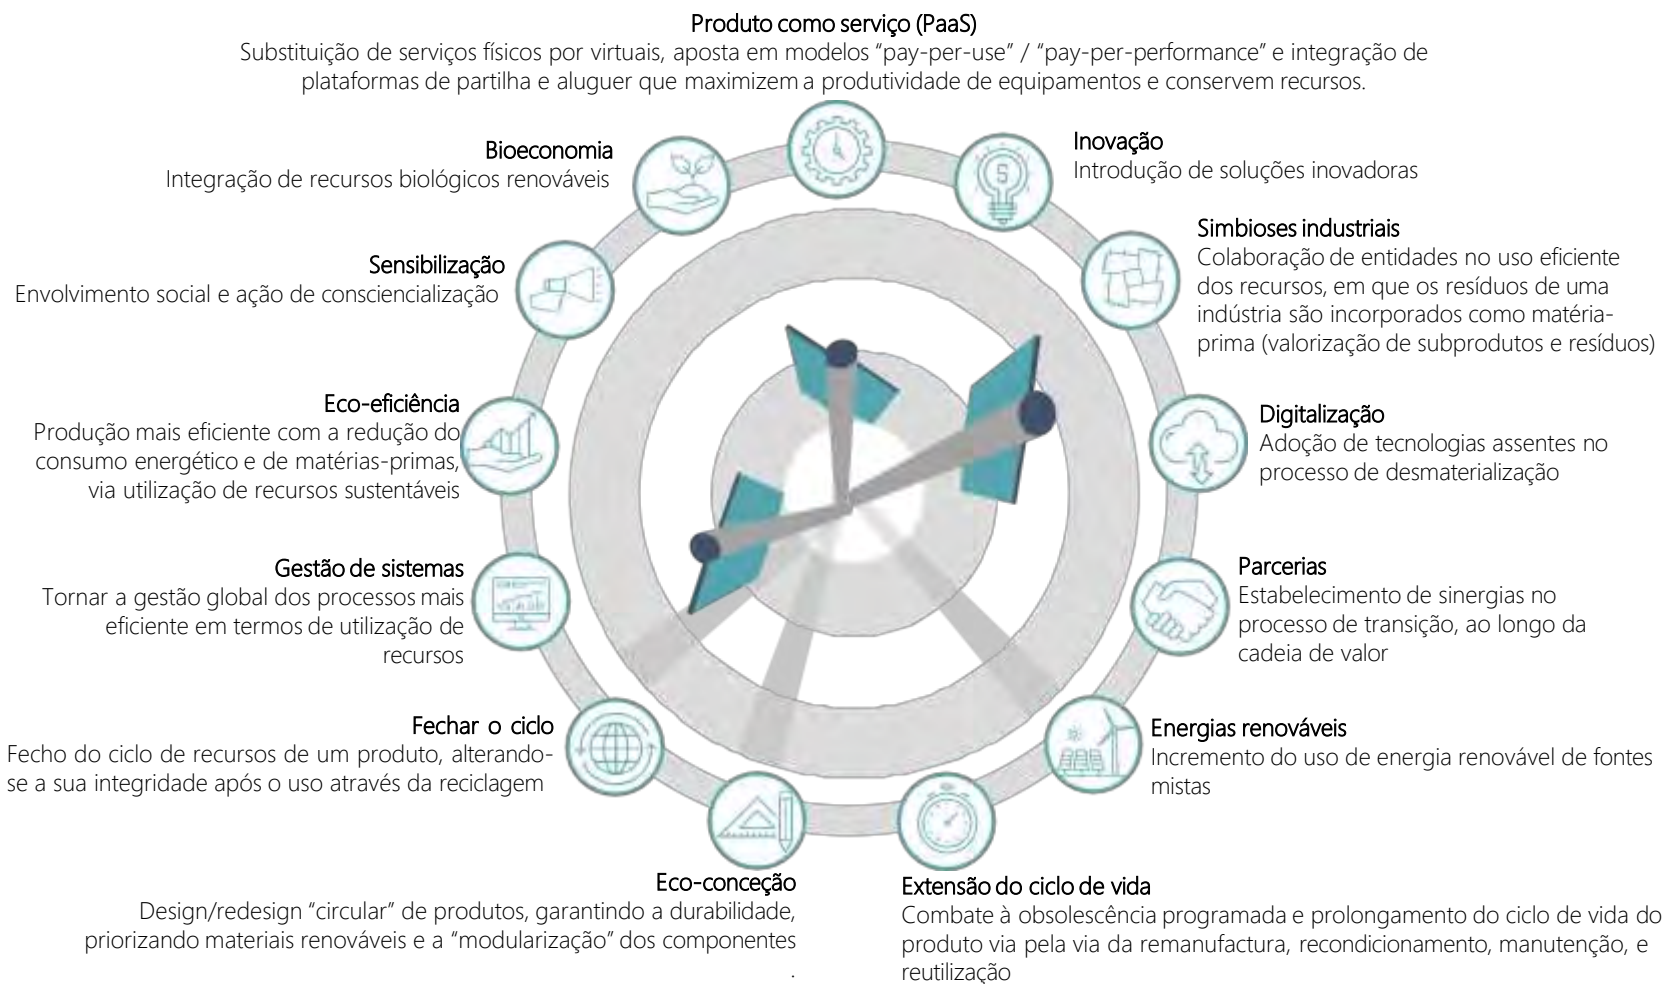 Produto como serviço (PaaS)
Substituição de serviços físicos por virtuais, aposta em modelos “pay-per-use” / “pay-per-performance” e integração de
plataformas de partilha e aluguer que maximizem a produtividade de equipamentos e conservem recursos.
Inovação
Introdução de soluções inovadoras
Simbioses industriais
Colaboração de entidades no uso eficiente
dos recursos, em que os resíduos de uma
indústria são incorporados como matéria-
prima (valorização de subprodutos e resíduos)
Digitalização
Adoção de tecnologias assentes no
processo de desmaterialização
Parcerias
Estabelecimento de sinergias no
processo de transição, ao longo da
cadeia de valor
Energias renováveis
Incremento do uso de energia renovável de fontes
mistas
Extensão do ciclo de vida
Combate à obsolescência programada e prolongamento do ciclo de vida do
produto via pela via da remanufactura, recondicionamento, manutenção, e
reutilização
Eco-conceção
Design/redesign “circular” de produtos, garantindo a durabilidade,
priorizando materiais renováveis e a “modularização” dos componentes
.
Fechar o ciclo
Fecho do ciclo de recursos de um produto, alterando-
se a sua integridade após o uso através da reciclagem
Gestão de sistemas
Tornar a gestão global dos processos mais
eficiente em termos de utilização de
recursos
Eco-eficiência
Produção mais eficiente com a redução do
consumo energético e de matérias-primas,
via utilização de recursos sustentáveis
Sensibilização
Envolvimento social e ação de consciencialização
Bioeconomia
Integração de recursos biológicos renováveis